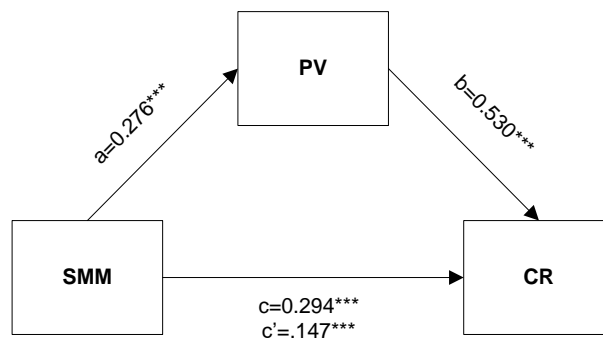 PV
a=0.276***
b=0.530***
SMM
CR
c=0.294***
c’=.147***